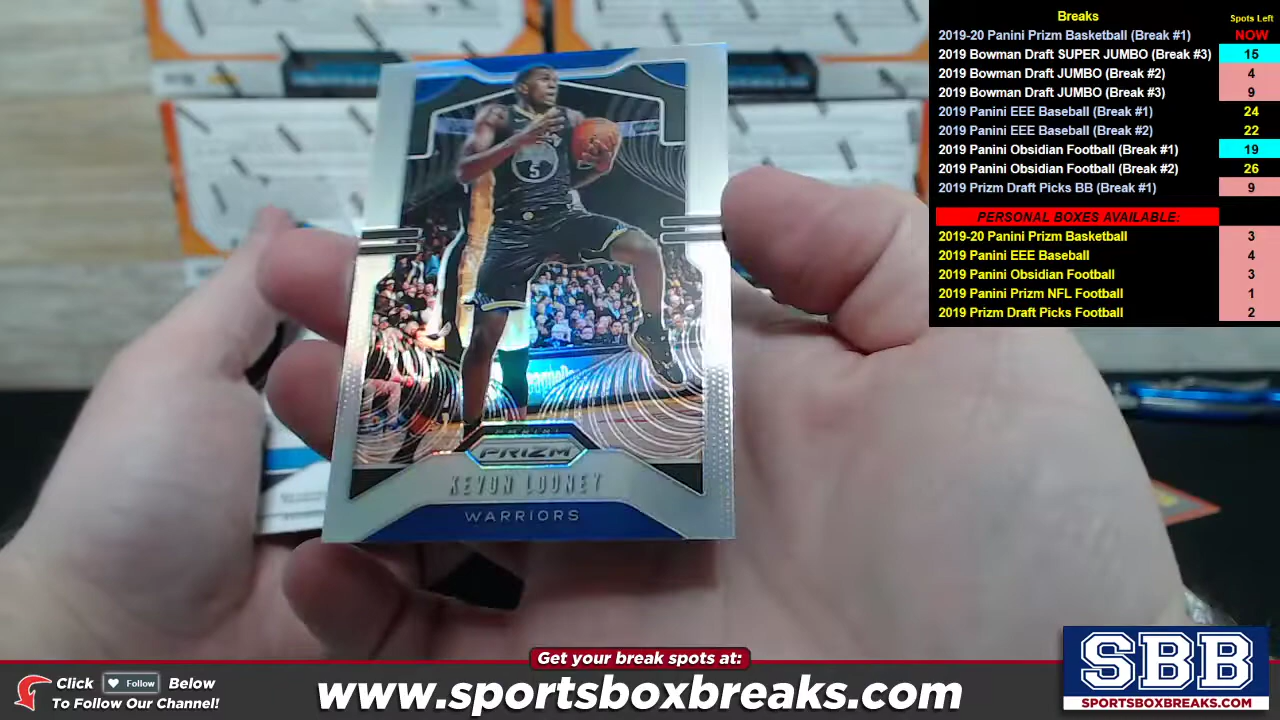 Breaks Spots Left
2019-20 Panini Prizm Basketball (Break #1) NOW
2019 Bowman Draft SUPER JUMBO (Break #3) 15
2019 Bowman Draft JUMBO (Break #2) 4
2019 Bowman Draft JUMBO (Break #3) 9
2019 Panini EEE Baseball (Break #1) 24
2019 Panini EEE Baseball (Break #2) 22
2019 Panini Obsidian Football (Break #1) 19
2019 Panini Obsidian Football (Break #2) 26
2019 Prizm Draft Picks BB (Break #1) 9
PERSONAL BOXES AVAILABLE:
2019-20 Panini Prizm Basketball 3
2019 Panini EEE Baseball 4
2019 Panini Obsidian Football 3
2019 Panini Prizm NFL Football 1
2019 Prizm Draft Picks Football 2
5
PANINI
PRIZM
KEVON LOONEY
WARRIORS
Get your break spots at:
www.sportsboxbreaks.com
Click Follow Below
To Follow Our Channel!
SBB
SPORTSBOXBREAKS.COM